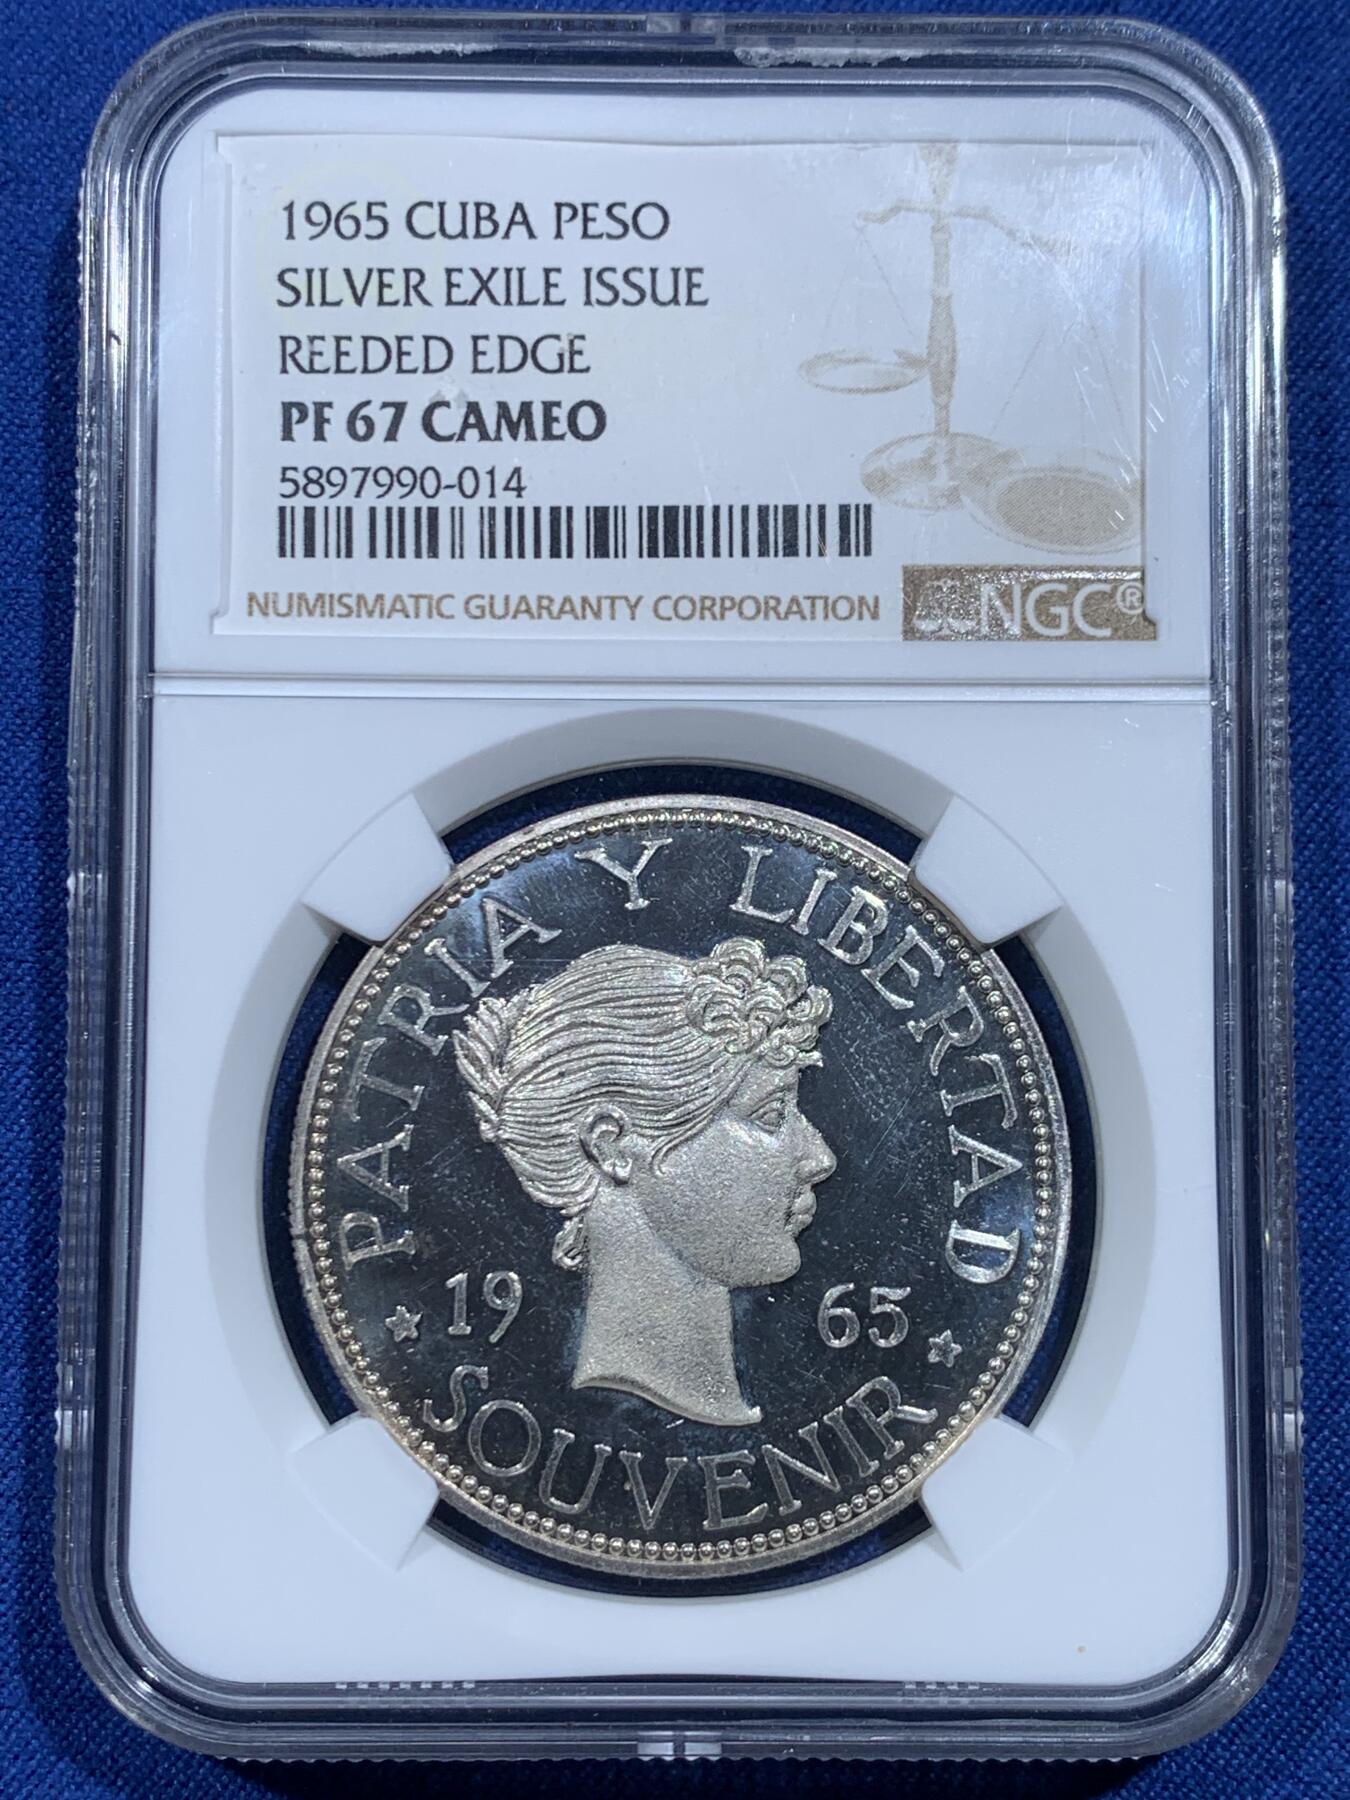 1965 CUBA PESO
SILVER EXILE ISSUE
REEDED EDGE
PF 67 CAMEO
5897990-014
NUMISMATIC GUARANTY CORPORATION
NGC®
PATRIA Y LIBERTAD
19 65
SOUVENIR